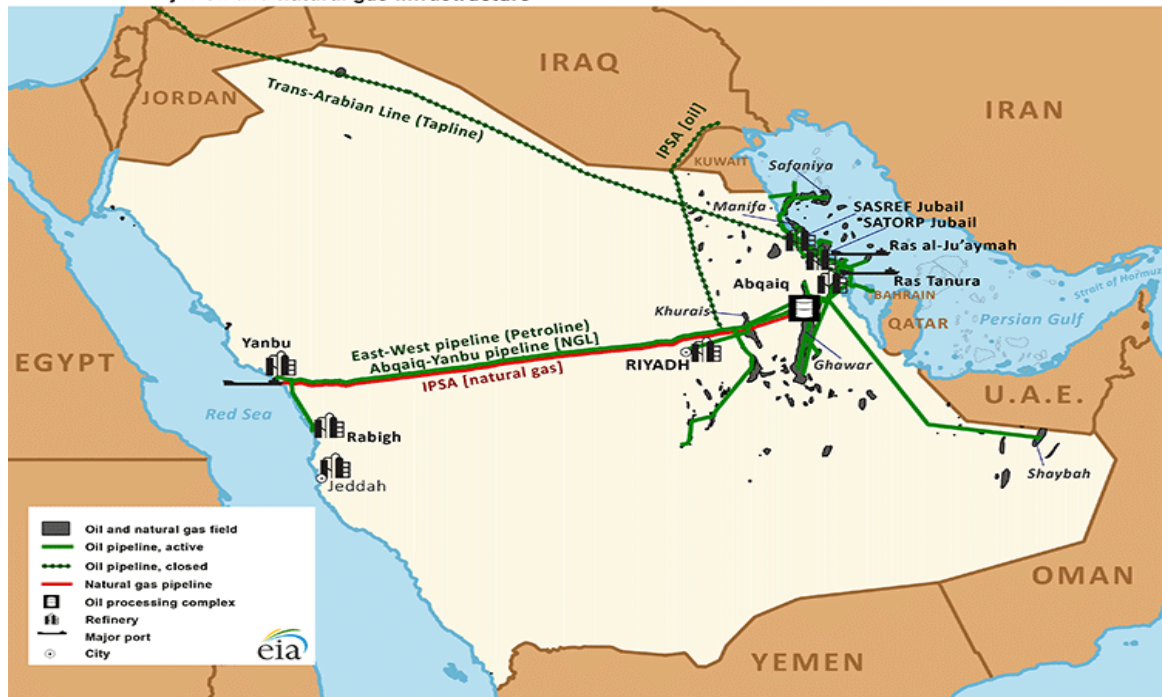 IRAQ
IRAN
JORDAN
Trans-Arabian Line (Tapline)
IPSA [oil]
KUWAIT
Safaniya
Manifa
SASREF Jubail
SATORP Jubail
Ras al-Ju'aymah
Ras Tanura
Abqaiq
BAHRAIN
Strait of Hormuz
QATAR
Persian Gulf
Khurais
EGYPT
Yanbu
East-West pipeline (Petroline)
Abqaiq-Yanbu pipeline [NGL]
IPSA [natural gas]
RIYADH
Ghawar
U.A.E.
Red Sea
Rabigh
Jeddah
Shaybah
Oil and natural gas field
Oil pipeline, active
Oil pipeline, closed
Natural gas pipeline
Oil processing complex
Refinery
Major port
City
eia
OMAN
YEMEN